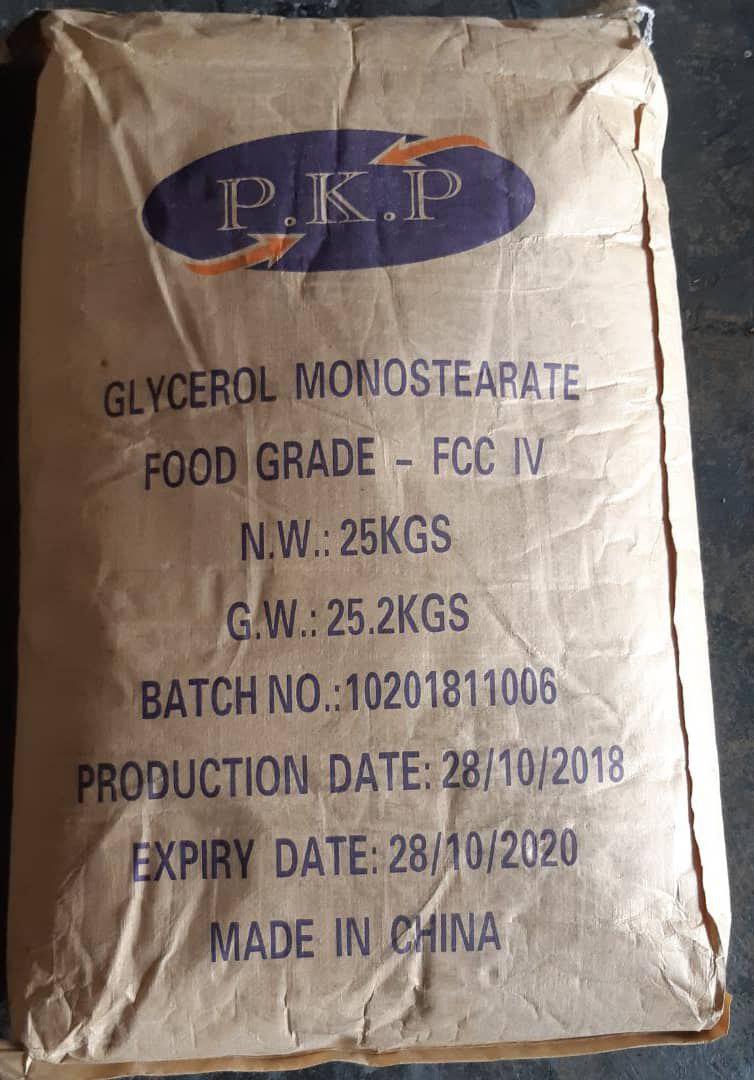 P.K.P
GLYCEROL MONOSTEARATE
FOOD GRADE - FCC IV
N.W.: 25KGS
G.W.: 25.2KGS
BATCH NO.:10201811006
PRODUCTION DATE: 28/10/2018
EXPIRY DATE: 28/10/2020
MADE IN CHINA